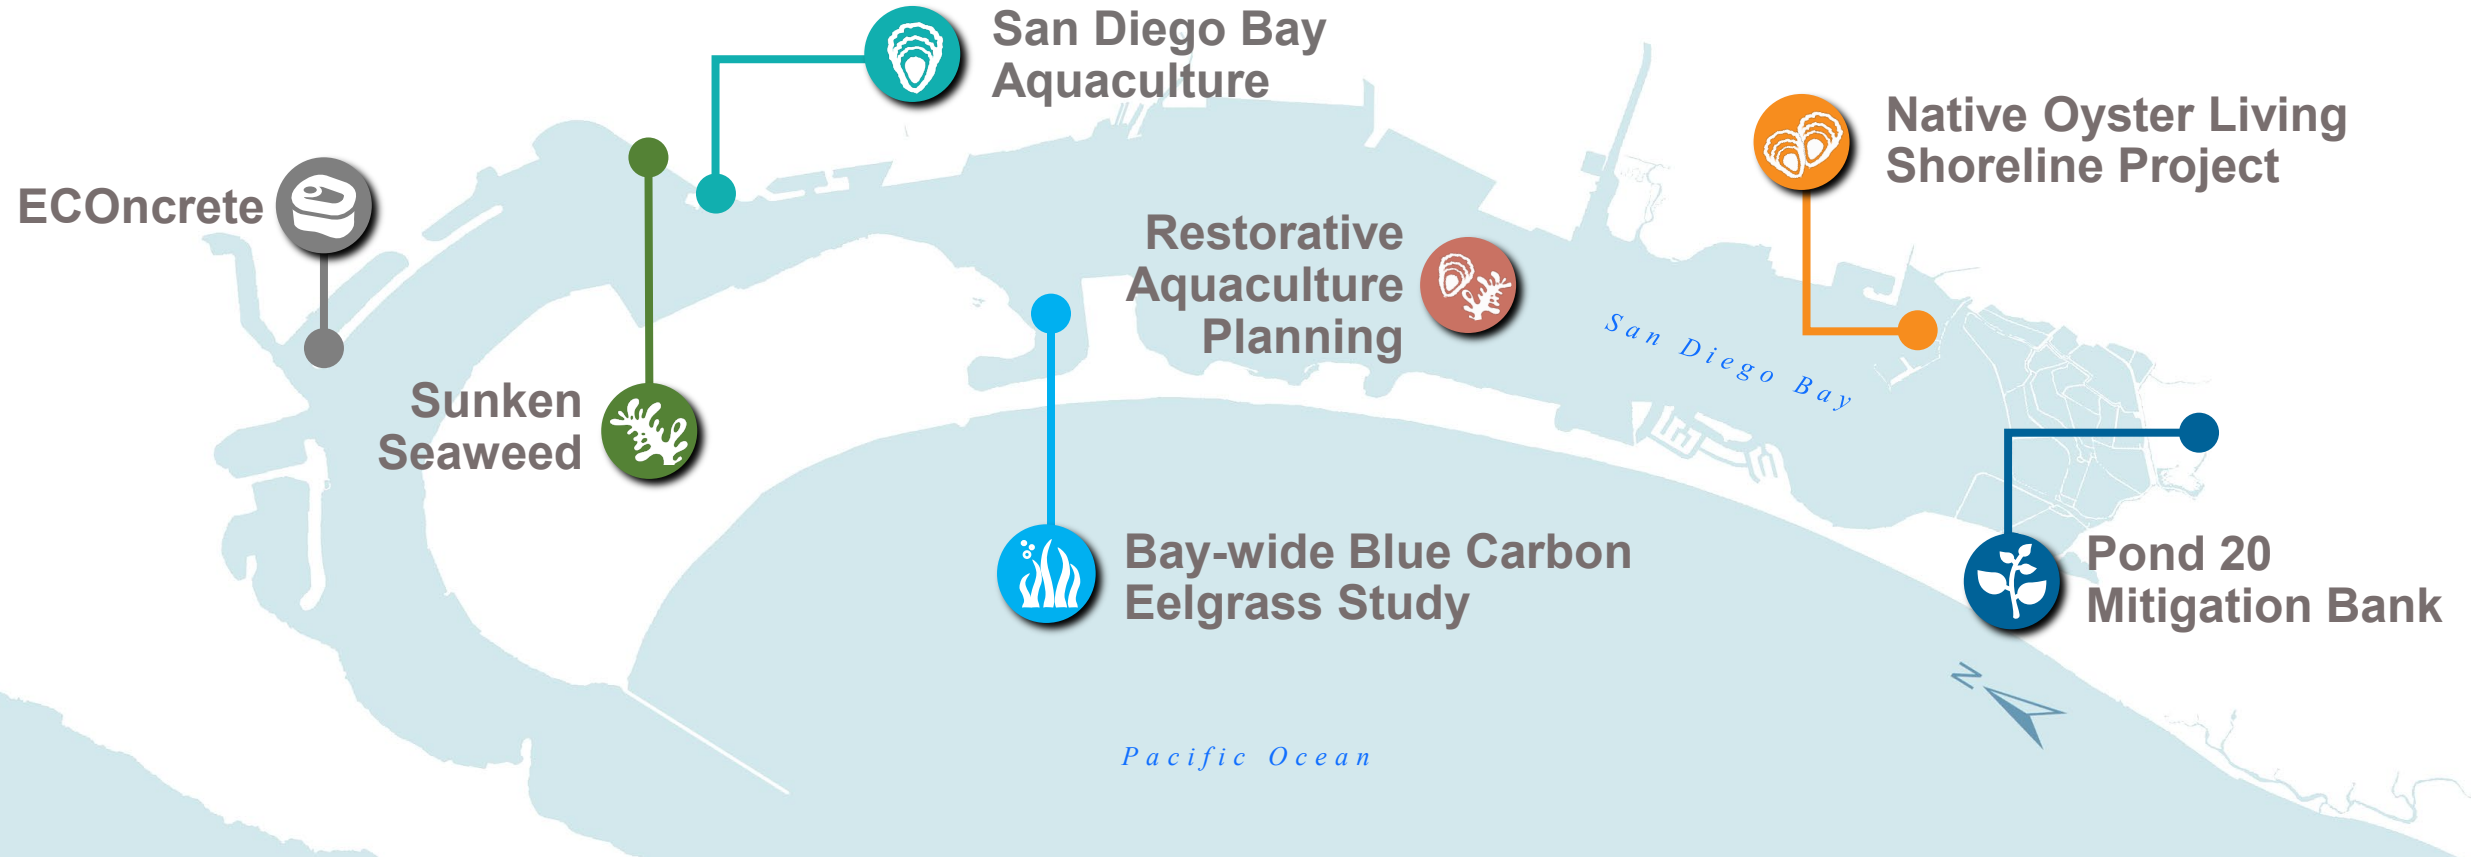 San Diego Bay
Aquaculture
Native Oyster Living
Shoreline Project
ECOncrete
Restorative
Aquaculture
Planning
San Diego Bay
Sunken
Seaweed
Bay-wide Blue Carbon
Eelgrass Study
Pond 20
Mitigation Bank
N
Pacific Ocean